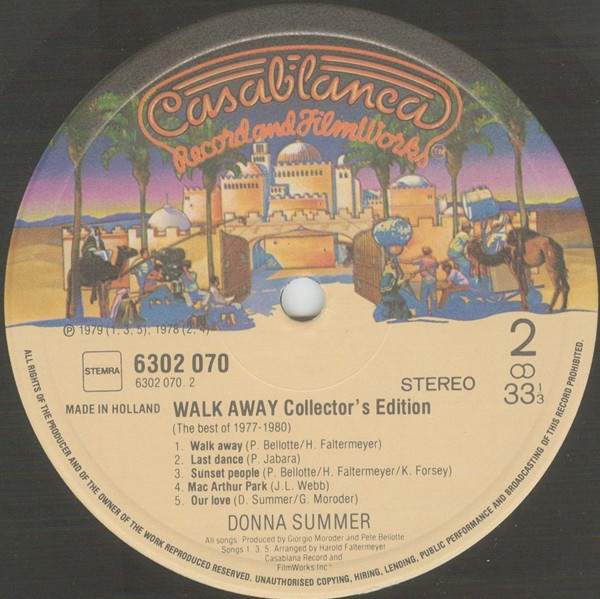 Casablanca
Record and FilmWorks TM
℗ 1979 (1, 3, 5), 1978 (2, 4)
STEMRA
6302 070
6302 070. 2
2
STEREO
33 1/3
MADE IN HOLLAND
WALK AWAY Collector's Edition
(The best of 1977-1980)
1. Walk away (P. Bellotte/H. Faltermeyer)
2. Last dance (P. Jabara)
3. Sunset people (P. Bellotte/H. Faltermeyer/K. Forsey)
4. Mac Arthur Park (J.L. Webb)
5. Our love (D. Summer/G. Moroder)
DONNA SUMMER
All songs: Produced by Giorgio Moroder and Pete Bellotte
Songs 1. 3. 5: Arranged by Harold Faltermeyer
Casablana Record and
FilmWorks Inc
ALL RIGHTS OF THE PRODUCER AND OF THE OWNER OF THE WORK REPRODUCED RESERVED. UNAUTHORISED COPYING, HIRING, LENDING, PUBLIC PERFORMANCE AND BROADCASTING OF THIS RECORD PROHIBITED.